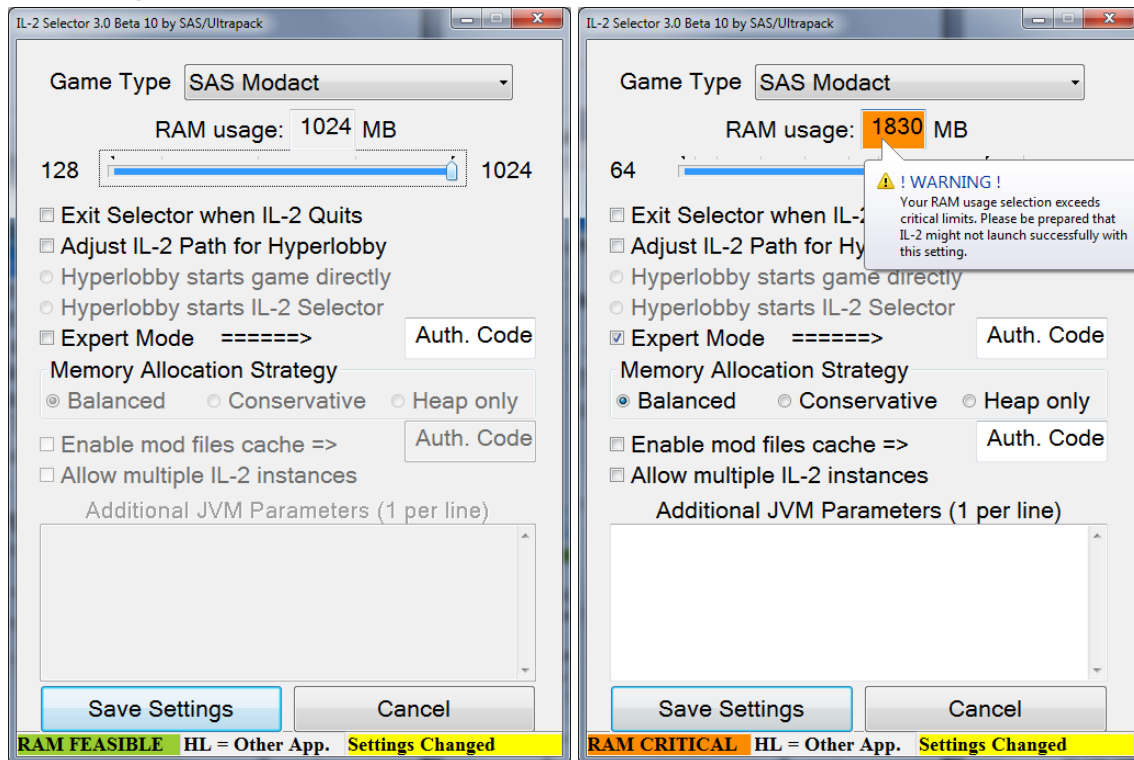 IL-2 Selector 3.0 Beta 10 by SAS/Ultrapack
Game Type SAS Modact
RAM usage: 1024 MB
128 1024
Exit Selector when IL-2 Quits
Adjust IL-2 Path for Hyperlobby
Hyperlobby starts game directly
Hyperlobby starts IL-2 Selector
Expert Mode ======> Auth. Code
Memory Allocation Strategy
Balanced Conservative Heap only
Enable mod files cache => Auth. Code
Allow multiple IL-2 instances
Additional JVM Parameters (1 per line)
Save Settings Cancel
RAM FEASIBLE HL = Other App. Settings Changed
IL-2 Selector 3.0 Beta 10 by SAS/Ultrapack
Game Type SAS Modact
RAM usage: 1830 MB
64
! WARNING !
Your RAM usage selection exceeds
critical limits. Please be prepared that
IL-2 might not launch successfully with
this setting.
Exit Selector when IL-2
Adjust IL-2 Path for Hy
Hyperlobby starts game directly
Hyperlobby starts IL-2 Selector
Expert Mode ======> Auth. Code
Memory Allocation Strategy
Balanced Conservative Heap only
Enable mod files cache => Auth. Code
Allow multiple IL-2 instances
Additional JVM Parameters (1 per line)
Save Settings Cancel
RAM CRITICAL HL = Other App. Settings Changed